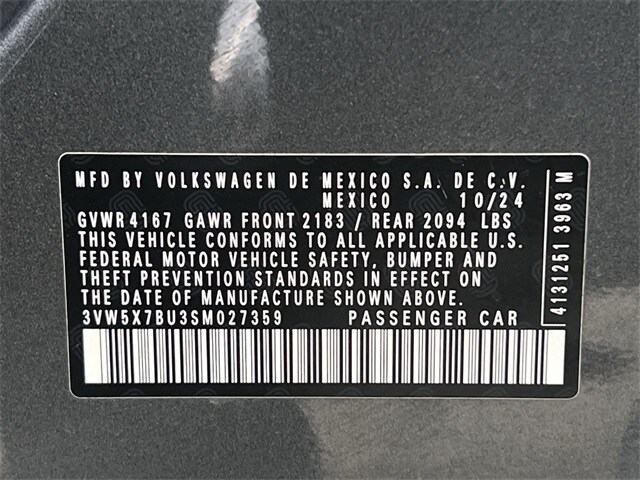 MFD BY VOLKSWAGEN DE MEXICO S.A. DE C.V.
MEXICO 10/24
GVWR 4167 GAWR FRONT 2183 / REAR 2094 LBS
THIS VEHICLE CONFORMS TO ALL APPLICABLE U.S.
FEDERAL MOTOR VEHICLE SAFETY, BUMPER AND
THEFT PREVENTION STANDARDS IN EFFECT ON
THE DATE OF MANUFACTURE SHOWN ABOVE.
3VW5X7BU3SM027359 PASSENGER CAR
4131251 3963 M